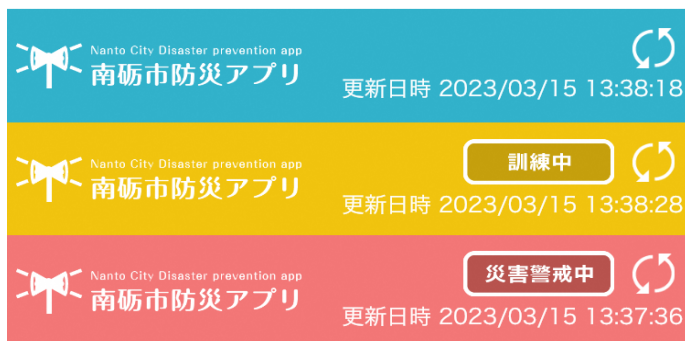 Nanto City Disaster prevention app
南砺市防災アプリ
更新日時 2023/03/15 13:38:18
Nanto City Disaster prevention app
南砺市防災アプリ
訓練中
更新日時 2023/03/15 13:38:28
Nanto City Disaster prevention app
南砺市防災アプリ
災害警戒中
更新日時 2023/03/15 13:37:36